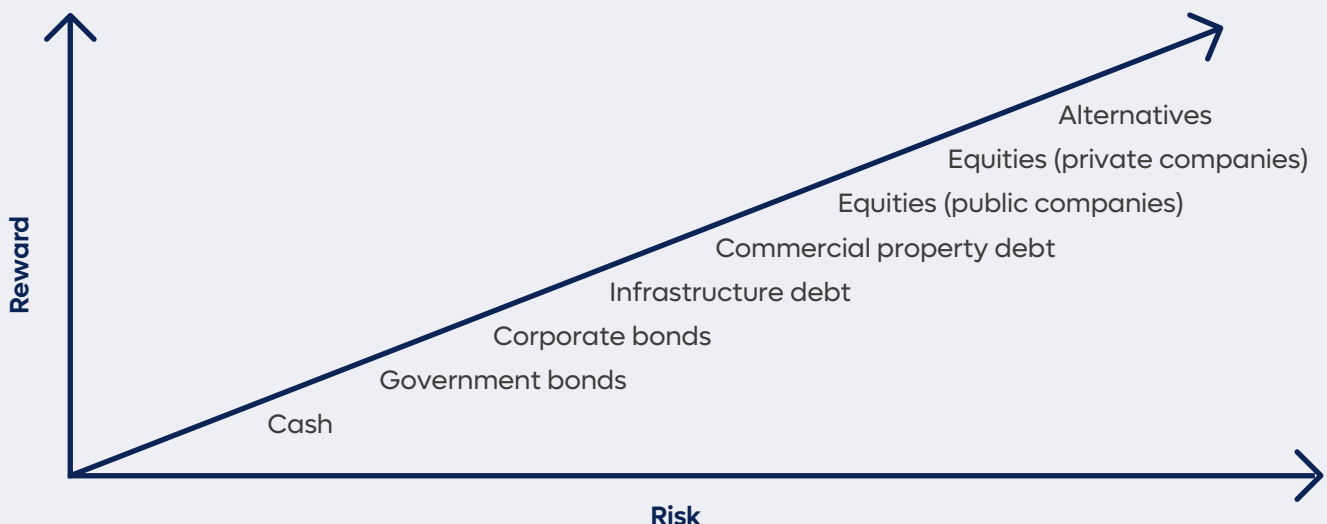 Reward
Alternatives
Equities (private companies)
Equities (public companies)
Commercial property debt
Infrastructure debt
Corporate bonds
Government bonds
Cash
Risk